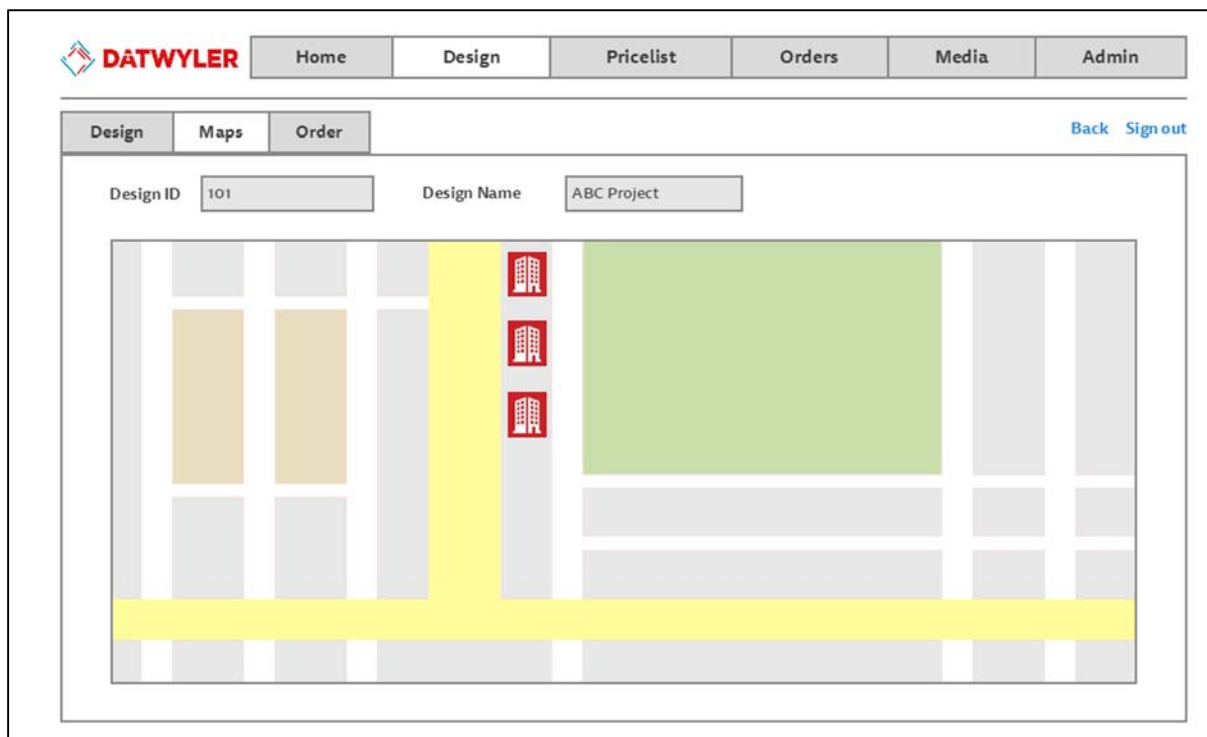 DATWYLER Home Design Pricelist Orders Media Admin
Design Maps Order Back Sign out
Design ID 101 Design Name ABC Project